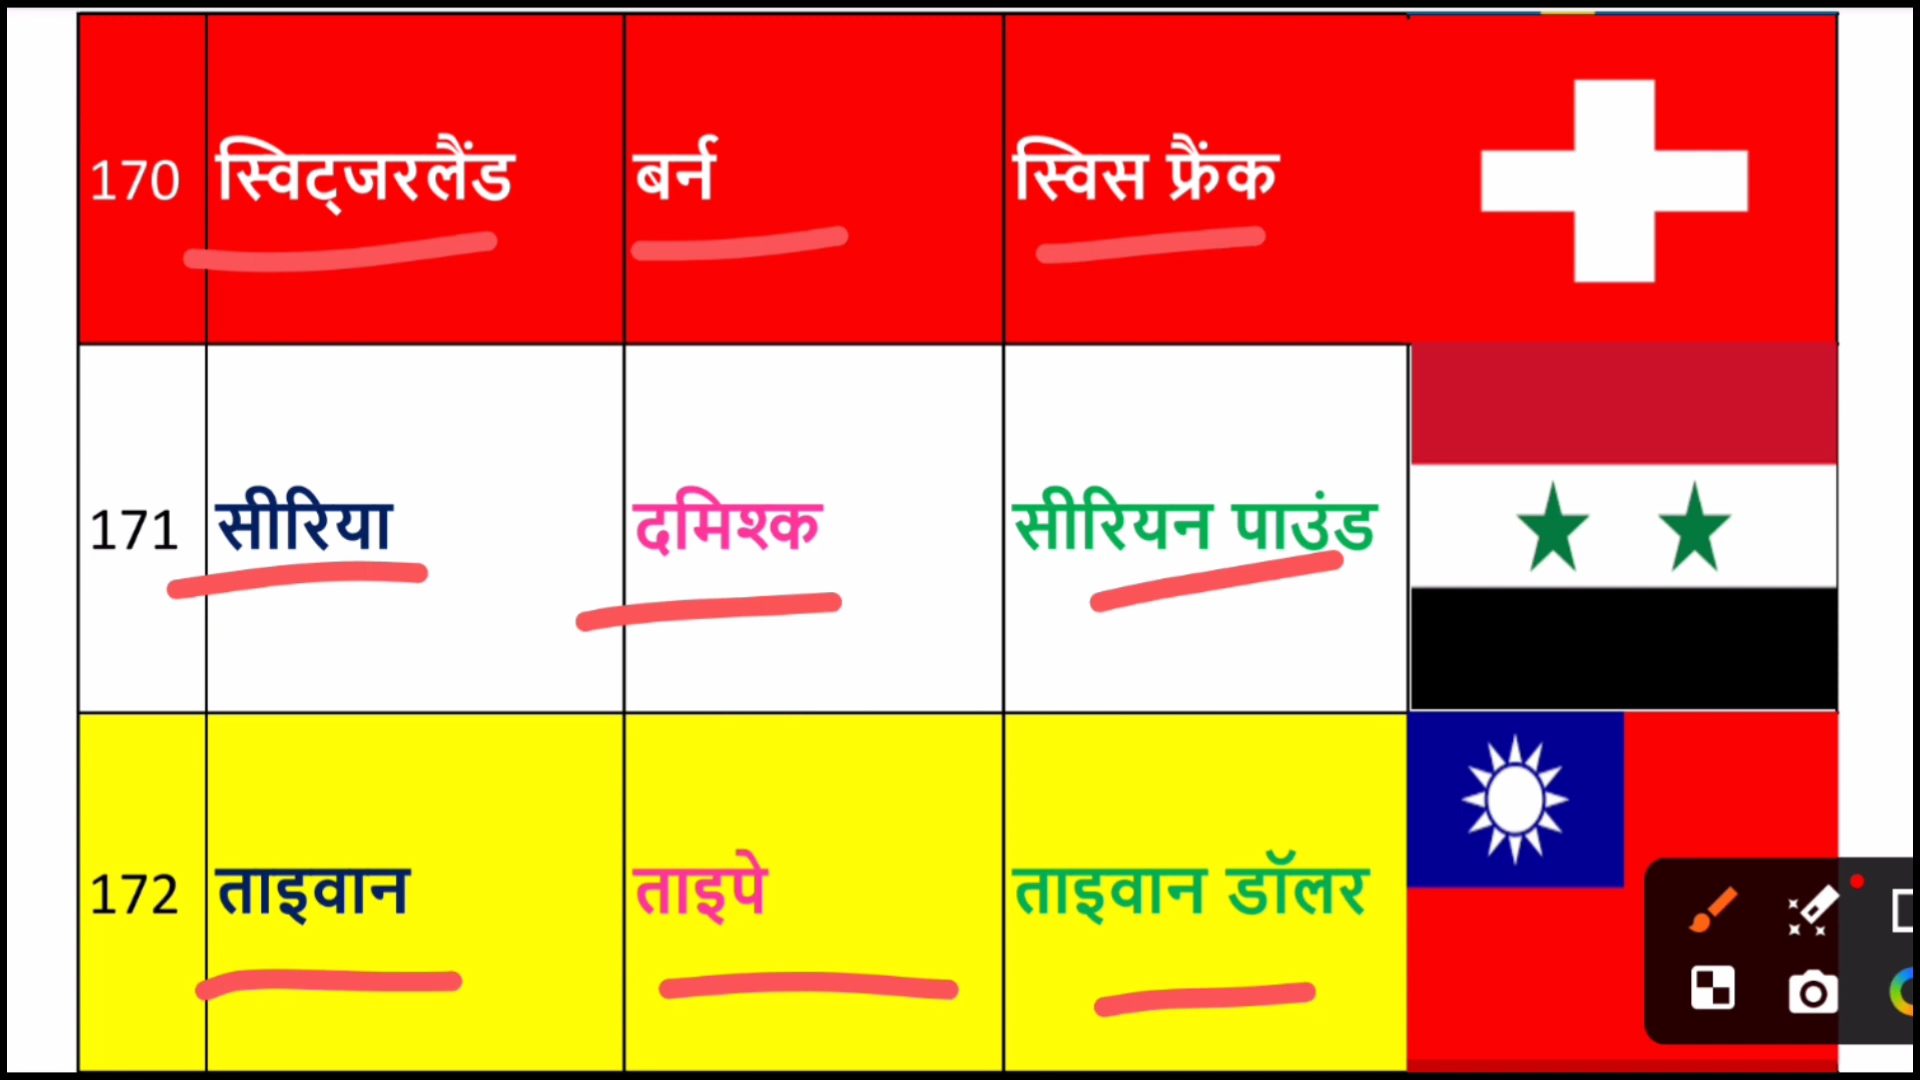 170 स्विट्जरलैंड बर्न स्विस फ्रैंक
171 सीरिया दमिश्क सीरियन पाउंड
172 ताइवान ताइपे ताइवान डॉलर